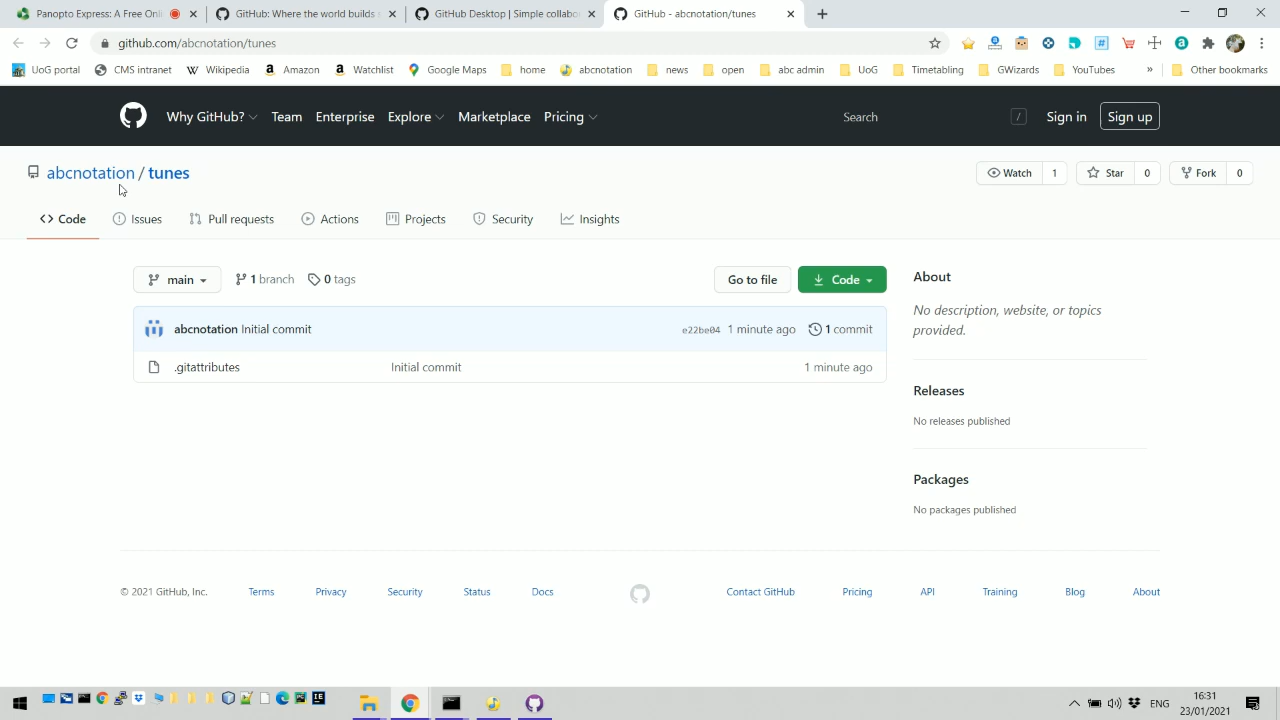 Panopto Express: A Free Onli
GitHub: Where the world builds s
GitHub Desktop | Simple collabor
GitHub - abcnotation/tunes
github.com/abcnotation/tunes
UoG portal
CMS intranet
Wikipedia
Amazon
Watchlist
Google Maps
home
abcnotation
news
open
abc admin
UoG
Timetabling
GWizards
YouTubes
»
Other bookmarks
Why GitHub?
Team
Enterprise
Explore
Marketplace
Pricing
Search
/
Sign in
Sign up
abcnotation / tunes
Watch 1
Star 0
Fork 0
Code
Issues
Pull requests
Actions
Projects
Security
Insights
main
1 branch
0 tags
Go to file
Code
About
No description, website, or topics
provided.
abcnotation Initial commit
e22be04 1 minute ago
1 commit
.gitattributes
Initial commit
1 minute ago
Releases
No releases published
Packages
No packages published
© 2021 GitHub, Inc.
Terms
Privacy
Security
Status
Docs
Contact GitHub
Pricing
API
Training
Blog
About
ENG
16:31
23/01/2021